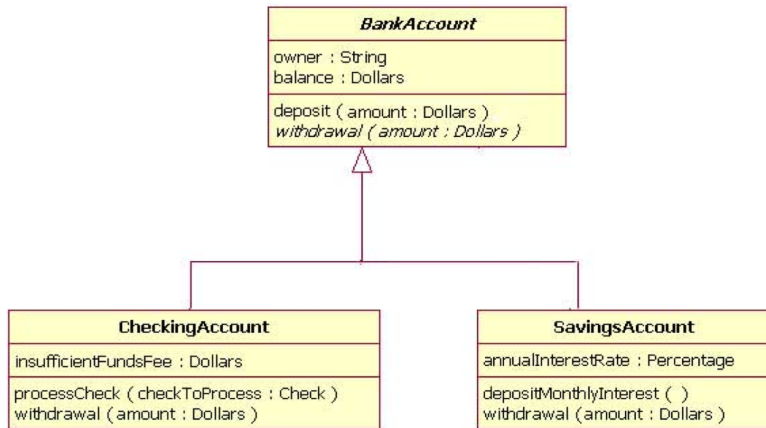 BankAccount
owner : String
balance : Dollars
deposit ( amount : Dollars )
withdrawal ( amount : Dollars )
CheckingAccount
insufficientFundsFee : Dollars
processCheck ( checkToProcess : Check )
withdrawal ( amount : Dollars )
SavingsAccount
annualInterestRate : Percentage
depositMonthlyInterest ( )
withdrawal ( amount : Dollars )